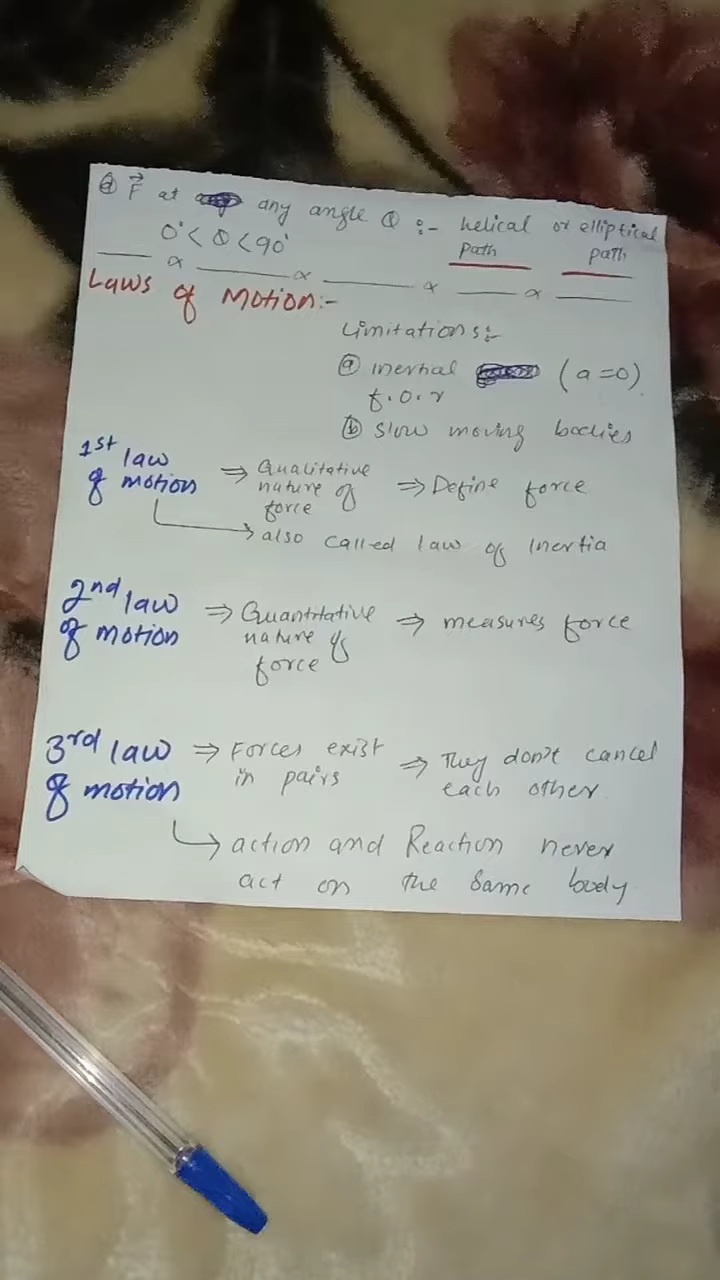 ⓓ F⃗ at any angle θ :- helical or elliptical
path path
0° < θ < 90°
Laws of Motion:-
Limitations:-
ⓐ inertial (a=0)
f.o.r
ⓑ slow moving bodies
1st law
of motion
⇒ Qualitative
nature of
force
⇒ Define force
→ also called law of Inertia
2nd law
of motion
⇒ Quantitative
nature of
force
⇒ measures force
3rd law
of motion
⇒ Forces exist
in pairs
⇒ They don't cancel
each other.
↳ action and Reaction never
act on the same body